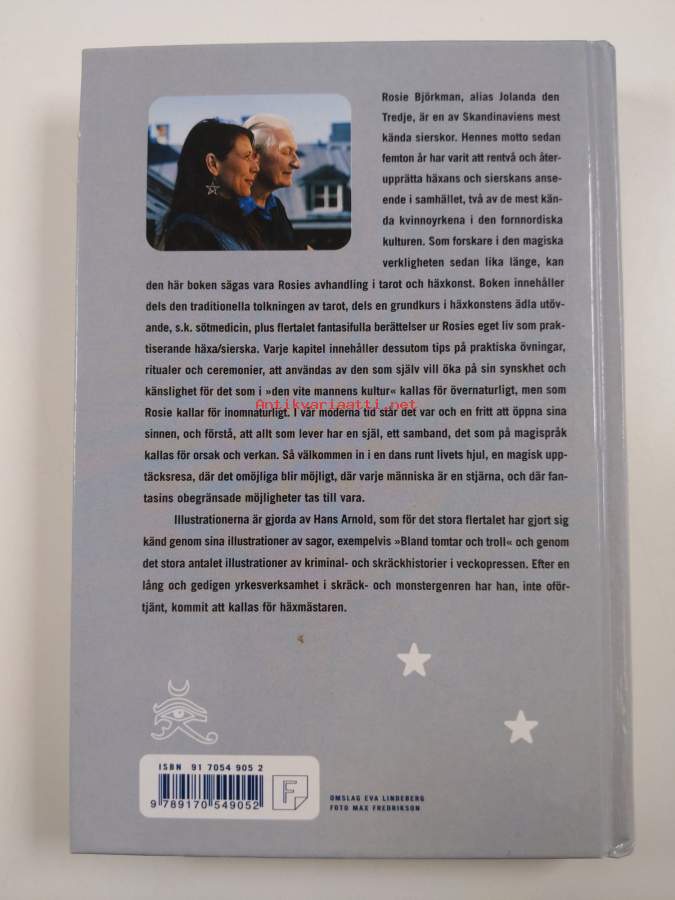 Rosie Björkman, alias Jolanda den
Tredje, är en av Skandinaviens mest
kända sierskor. Hennes motto sedan
femton år har varit att rentvå och åter-
upprätta häxans och sierskans anse-
ende i samhället, två av de mest kän-
da kvinnoyrkena i den fornnordiska
kulturen. Som forskare i den magiska
verkligheten sedan lika länge, kan
den här boken sägas vara Rosies avhandling i tarot och häxkonst. Boken innehåller
dels den traditionella tolkningen av tarot, dels en grundkurs i häxkonstens ädla utöv-
ande, s.k. sötmedicin, plus flertalet fantasifulla berättelser ur Rosies eget liv som prak-
tiserande häxa/sierska. Varje kapitel innehåller dessutom tips på praktiska övningar,
ritualer och ceremonier, att användas av den som själv vill öka på sin synskhet och
känslighet för det som i »den vite mannens kultur« kallas för övernaturligt, men som
Rosie kallar för inomnaturligt. I vår moderna tid står det var och en fritt att öppna sina
Antikvariaatti.net
sinnen, och förstå, att allt som lever har en själ, ett samband, det som på magispråk
kallas för orsak och verkan. Så välkommen in i en dans runt livets hjul, en magisk upp-
täcksresa, där det omöjliga blir möjligt, där varje människa är en stjärna, och där fan-
tasins obegränsade möjligheter tas till vara.
Illustrationerna är gjorda av Hans Arnold, som för det stora flertalet har gjort sig
känd genom sina illustrationer av sagor, exempelvis »Bland tomtar och troll« och genom
det stora antalet illustrationer av kriminal- och skräckhistorier i veckopressen. Efter en
lång och gedigen yrkesverksamhet i skräck- och monstergenren har han, inte oför-
tjänt, kommit att kallas för häxmästaren.
ISBN 91 7054 905 2
9 789170 549052
F
OMSLAG EVA LINDEBERG
FOTO MAX FREDRIKSON